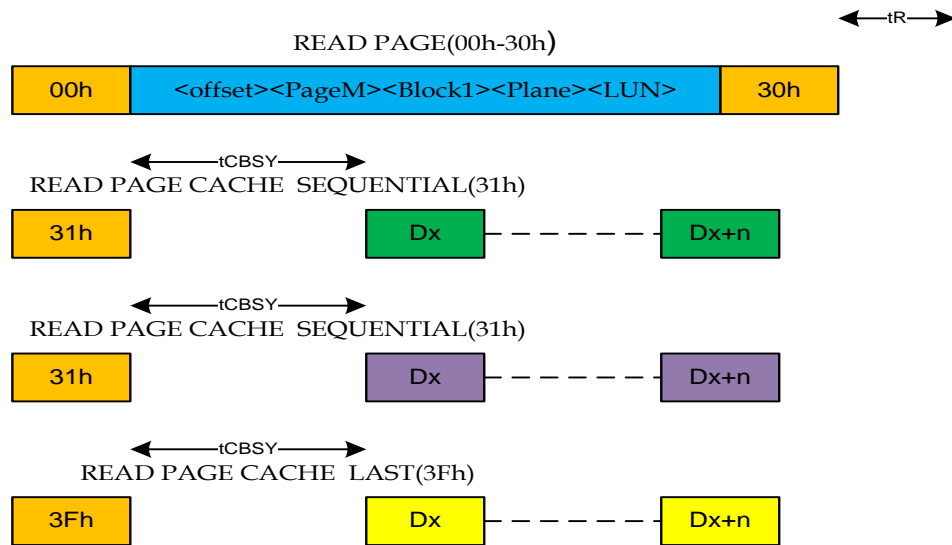 tR
READ PAGE(00h-30h)
00h <offset><PageM><Block1><Plane><LUN> 30h
tCBSY
READ PAGE CACHE SEQUENTIAL(31h)
31h Dx Dx+n
tCBSY
READ PAGE CACHE SEQUENTIAL(31h)
31h Dx Dx+n
tCBSY
READ PAGE CACHE LAST(3Fh)
3Fh Dx Dx+n